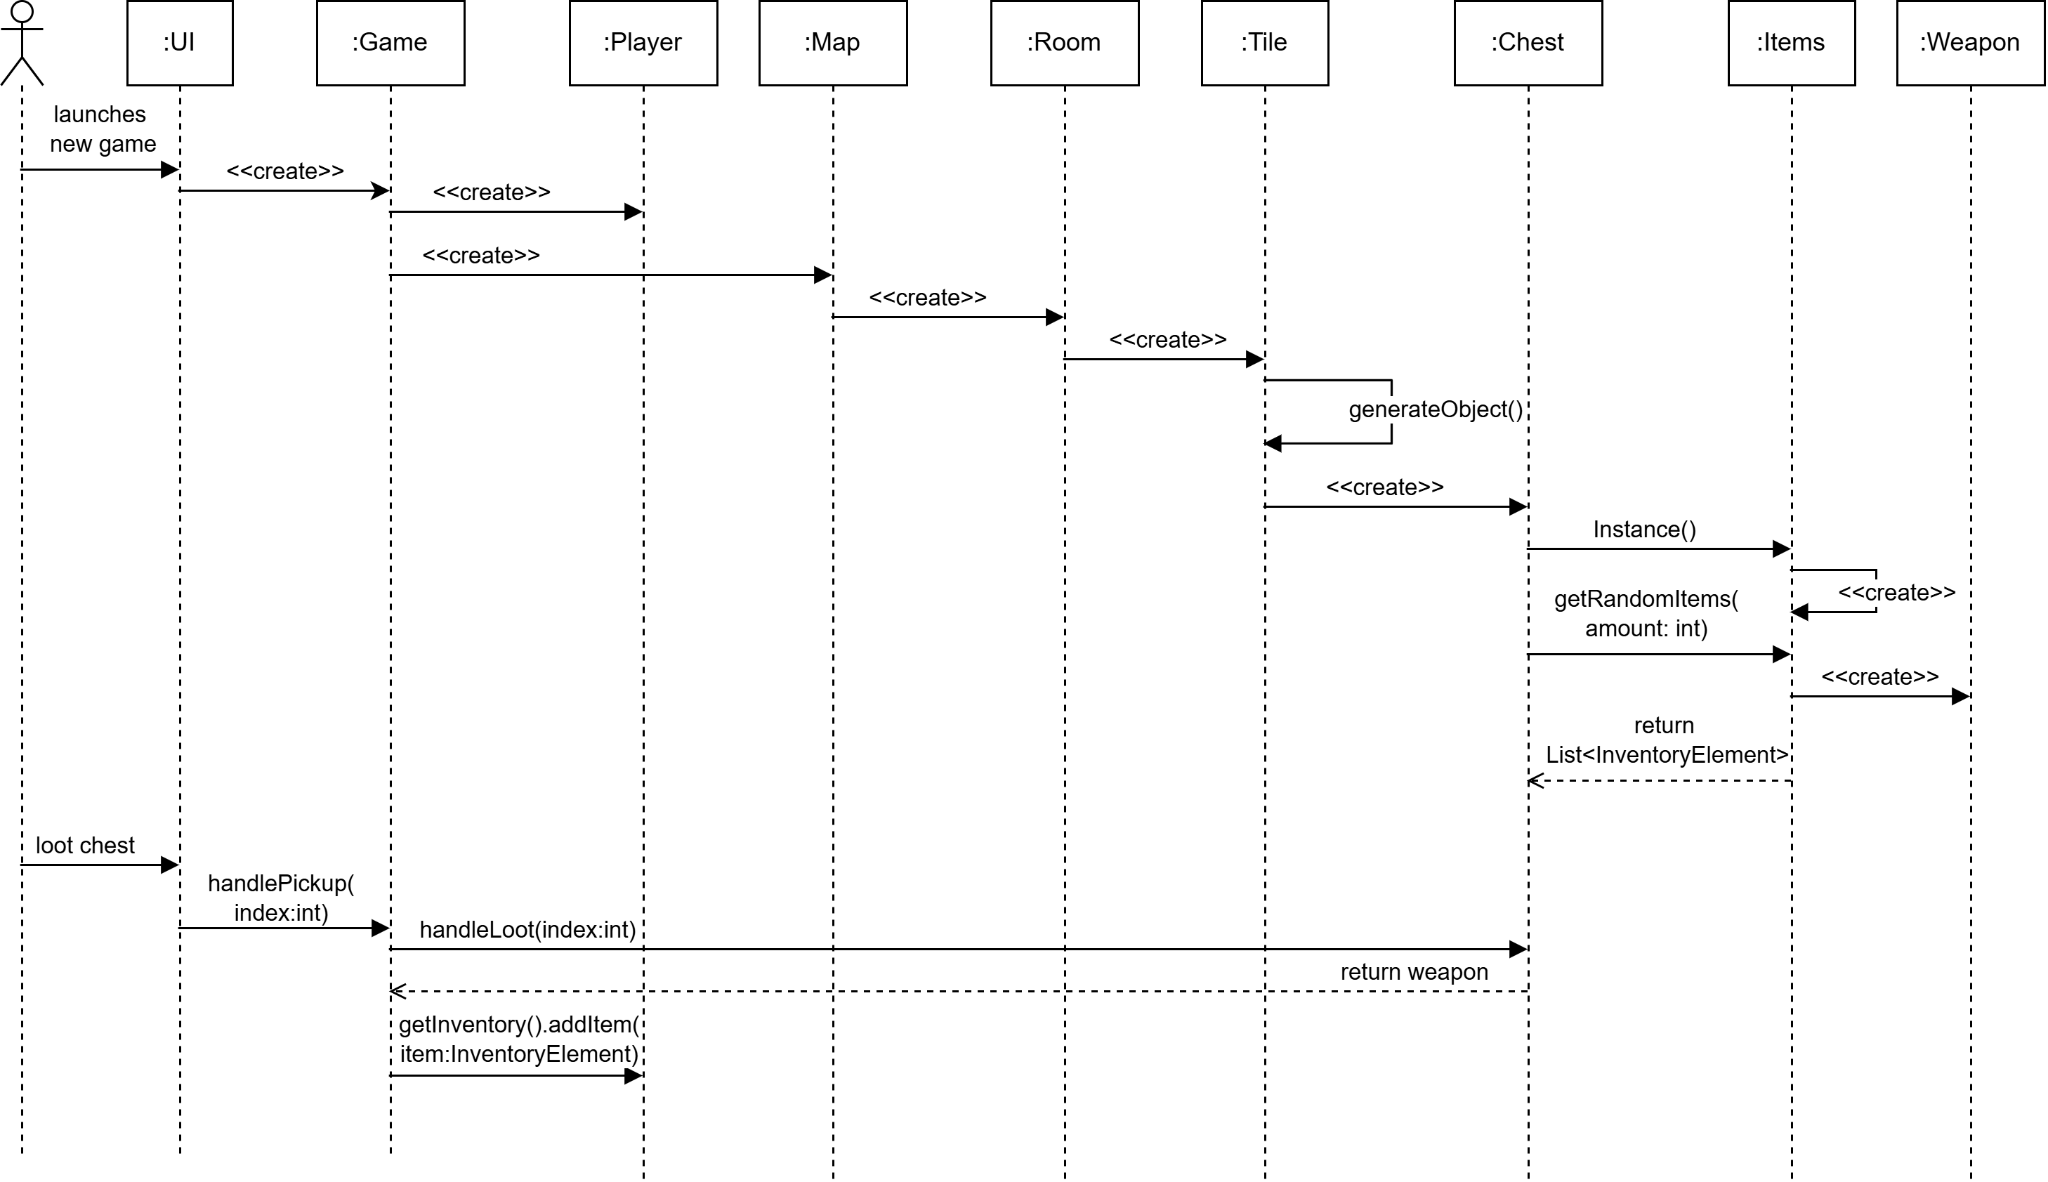 :UI
:Game
:Player
:Map
:Room
:Tile
:Chest
:Items
:Weapon
launches
new game
<<create>>
<<create>>
<<create>>
<<create>>
<<create>>
generateObject()
<<create>>
Instance()
<<create>>
getRandomItems(
amount: int)
<<create>>
return
List<InventoryElement>
loot chest
handlePickup(
index:int)
handleLoot(index:int)
return weapon
getInventory().addItem(
item:InventoryElement)